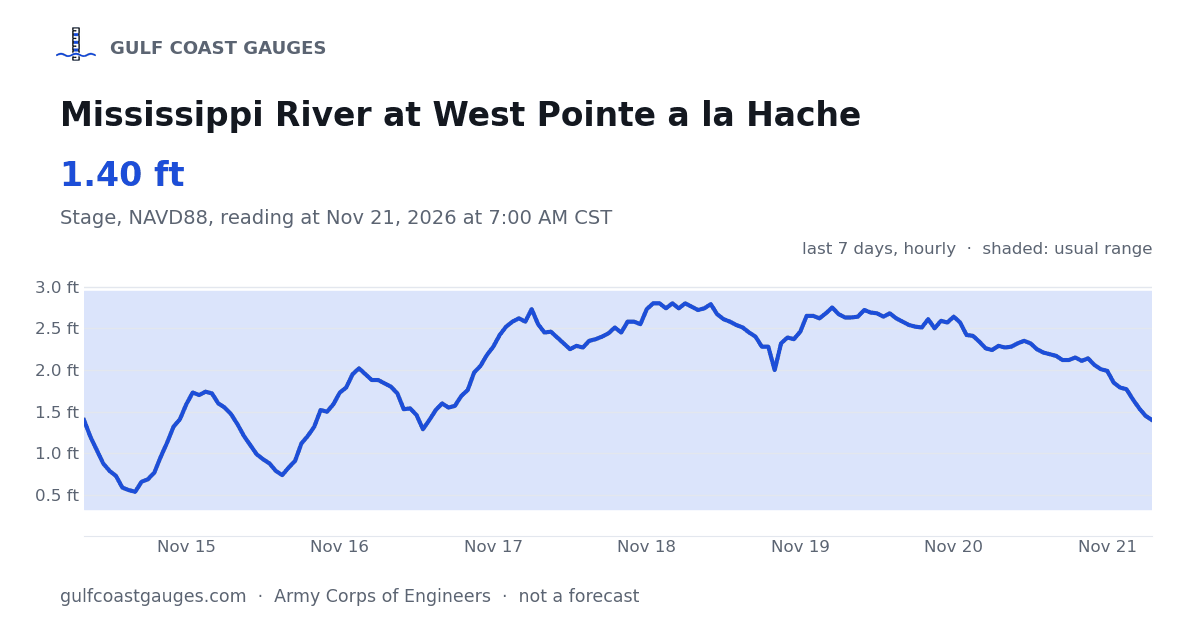 GULF COAST GAUGES
Mississippi River at West Pointe a la Hache
1.40 ft
Stage, NAVD88, reading at Nov 21, 2026 at 7:00 AM CST
last 7 days, hourly · shaded: usual range
3.0 ft
2.5 ft
2.0 ft
1.5 ft
1.0 ft
0.5 ft
Nov 15 Nov 16 Nov 17 Nov 18 Nov 19 Nov 20 Nov 21
gulfcoastgauges.com · Army Corps of Engineers · not a forecast